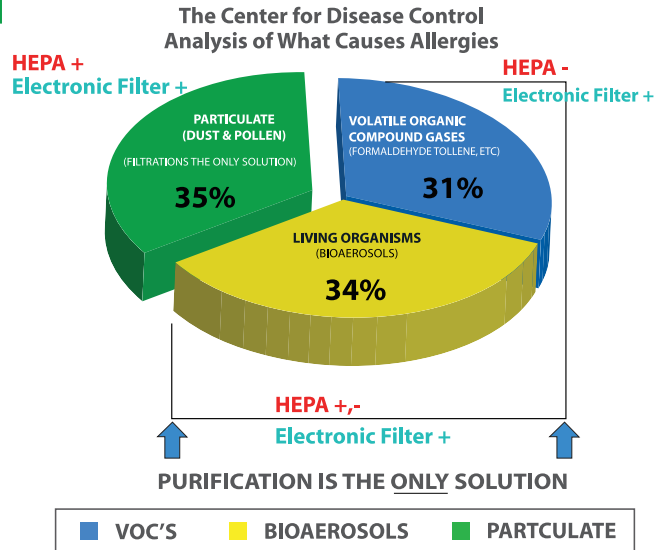 The Center for Disease Control
Analysis of What Causes Allergies
HEPA +
Electronic Filter +
HEPA -
Electronic Filter +
PARTICULATE
(DUST & POLLEN)
(FILTRATIONS THE ONLY SOLUTION)
35%
VOLATILE ORGANIC
COMPOUND GASES
(FORMALDEHYDE TOLLENE, ETC)
31%
LIVING ORGANISMS
(BIOAEROSOLS)
34%
HEPA +,-
Electronic Filter +
PURIFICATION IS THE ONLY SOLUTION
VOC'S
BIOAEROSOLS
PARTCULATE